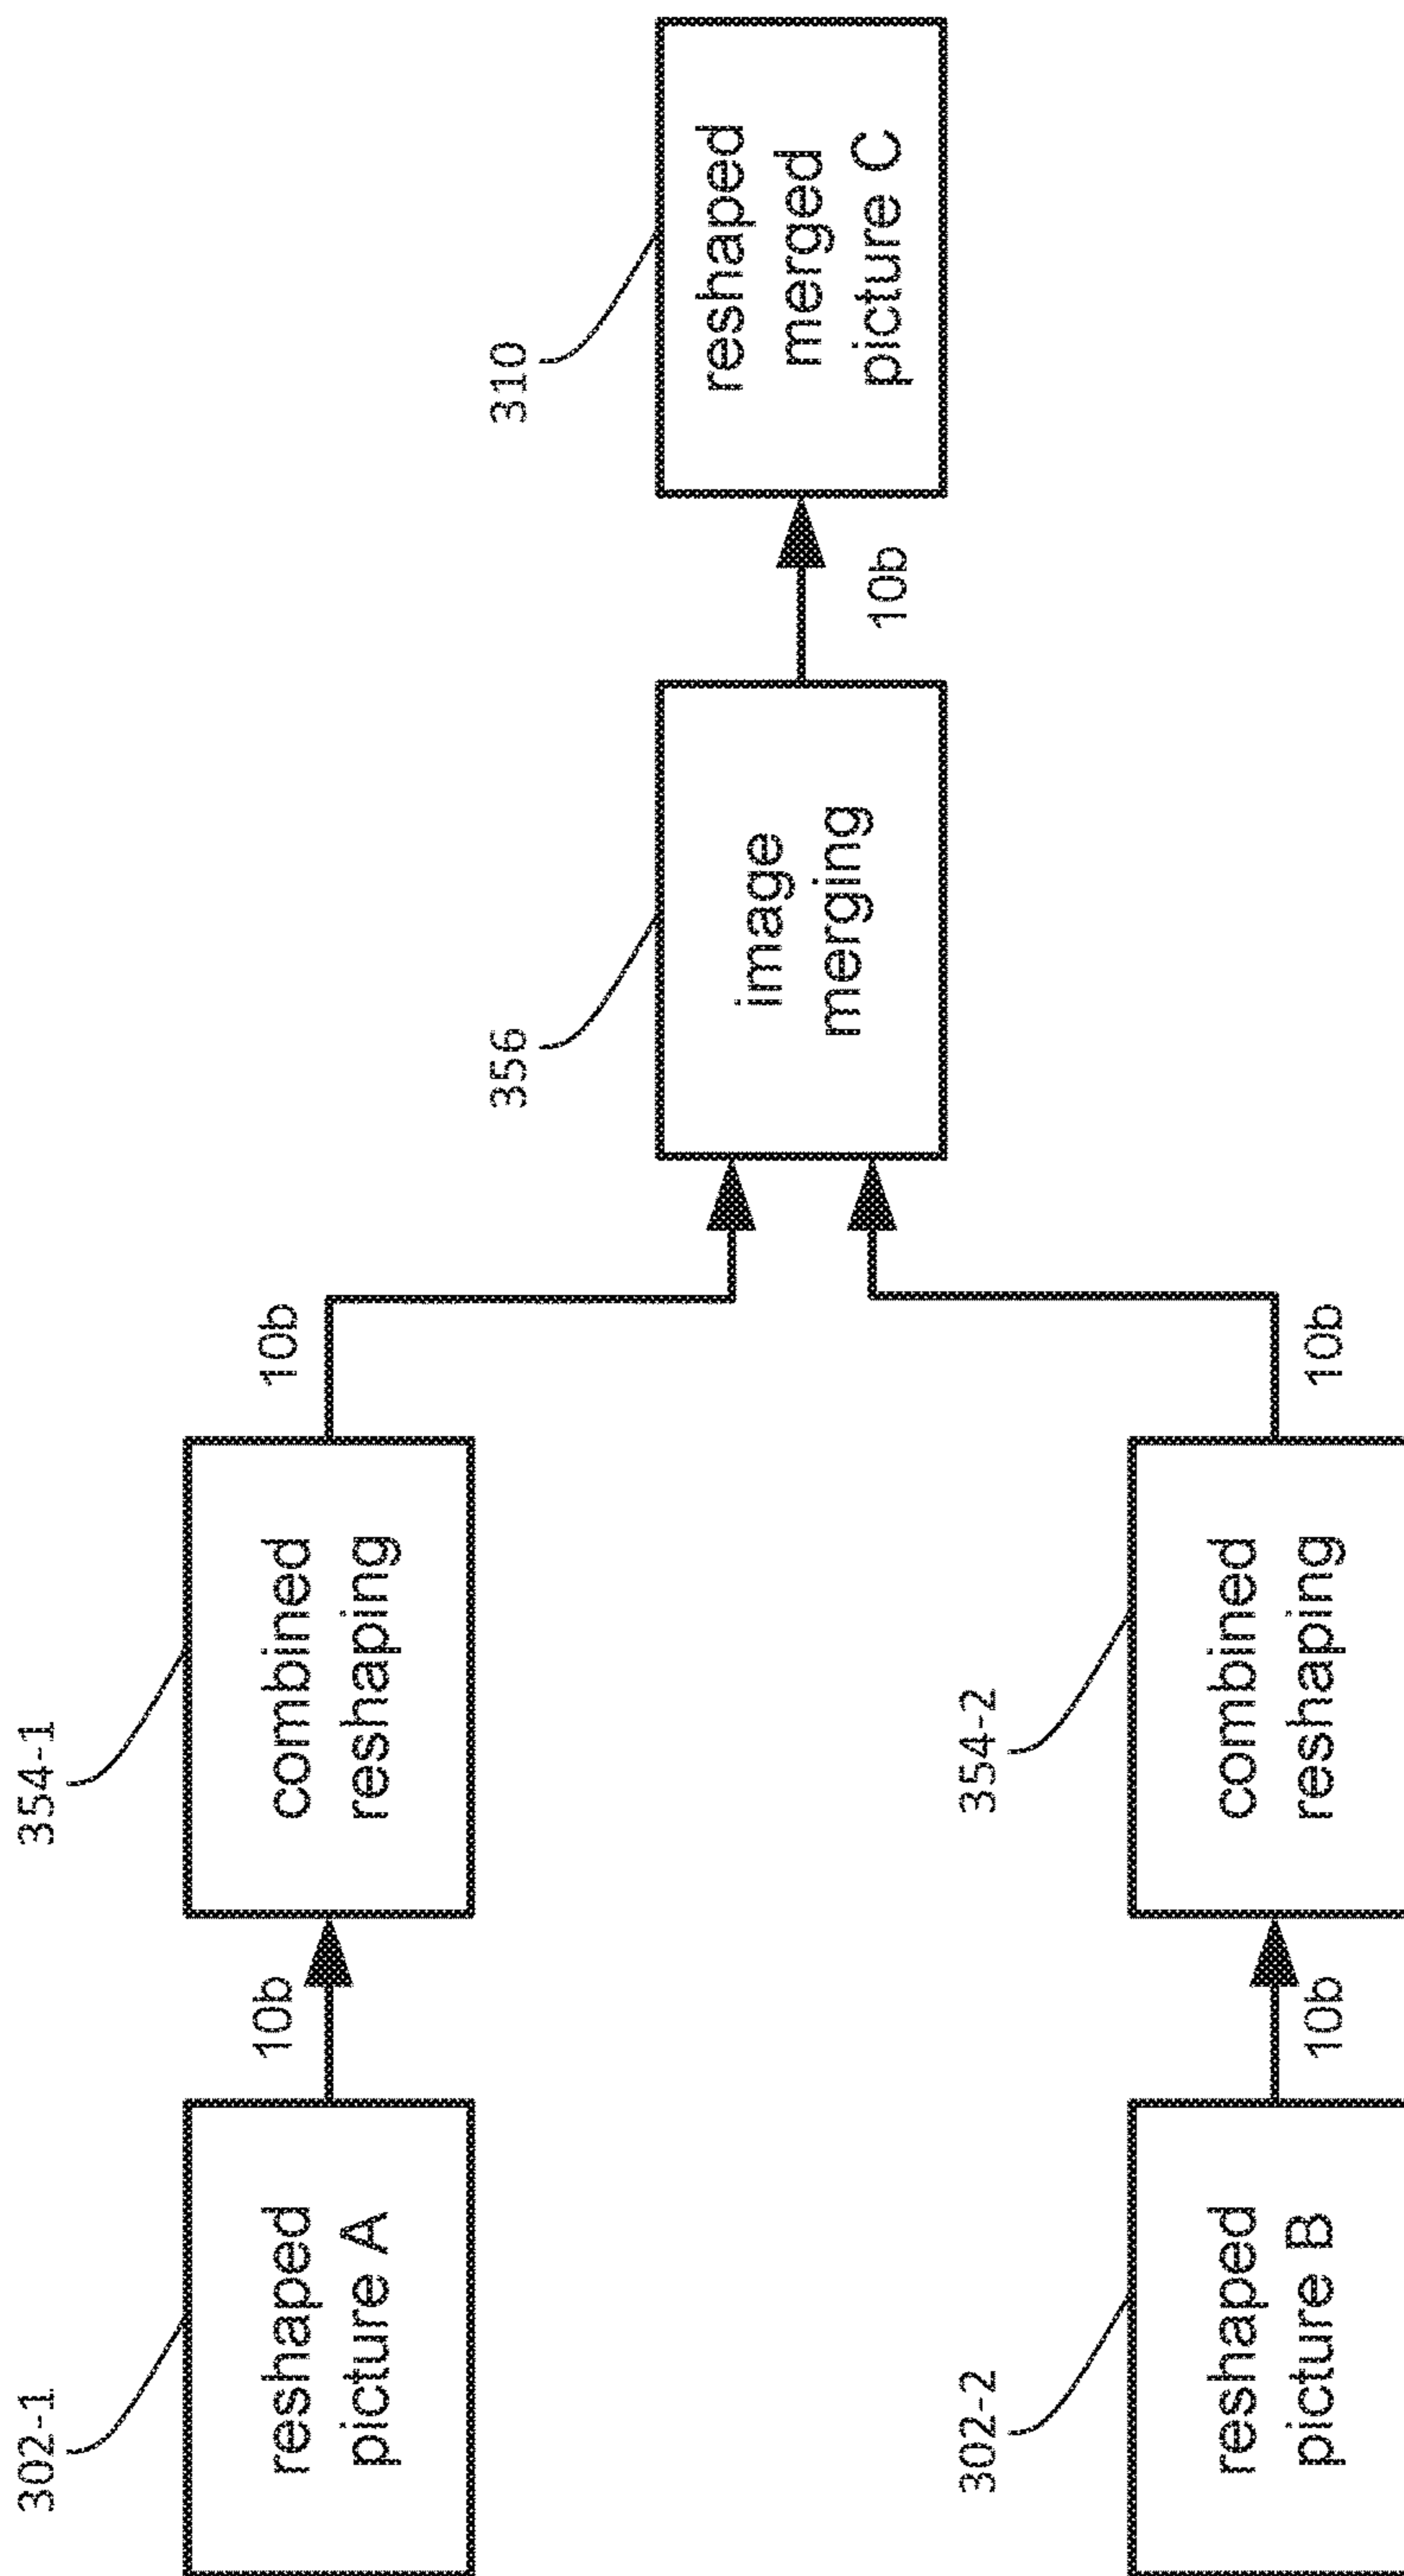 302-1
reshaped
picture A
10b
354-1
combined
reshaping
10b
302-2
reshaped
picture B
10b
354-2
combined
reshaping
10b
356
image
merging
10b
310
reshaped
merged
picture C